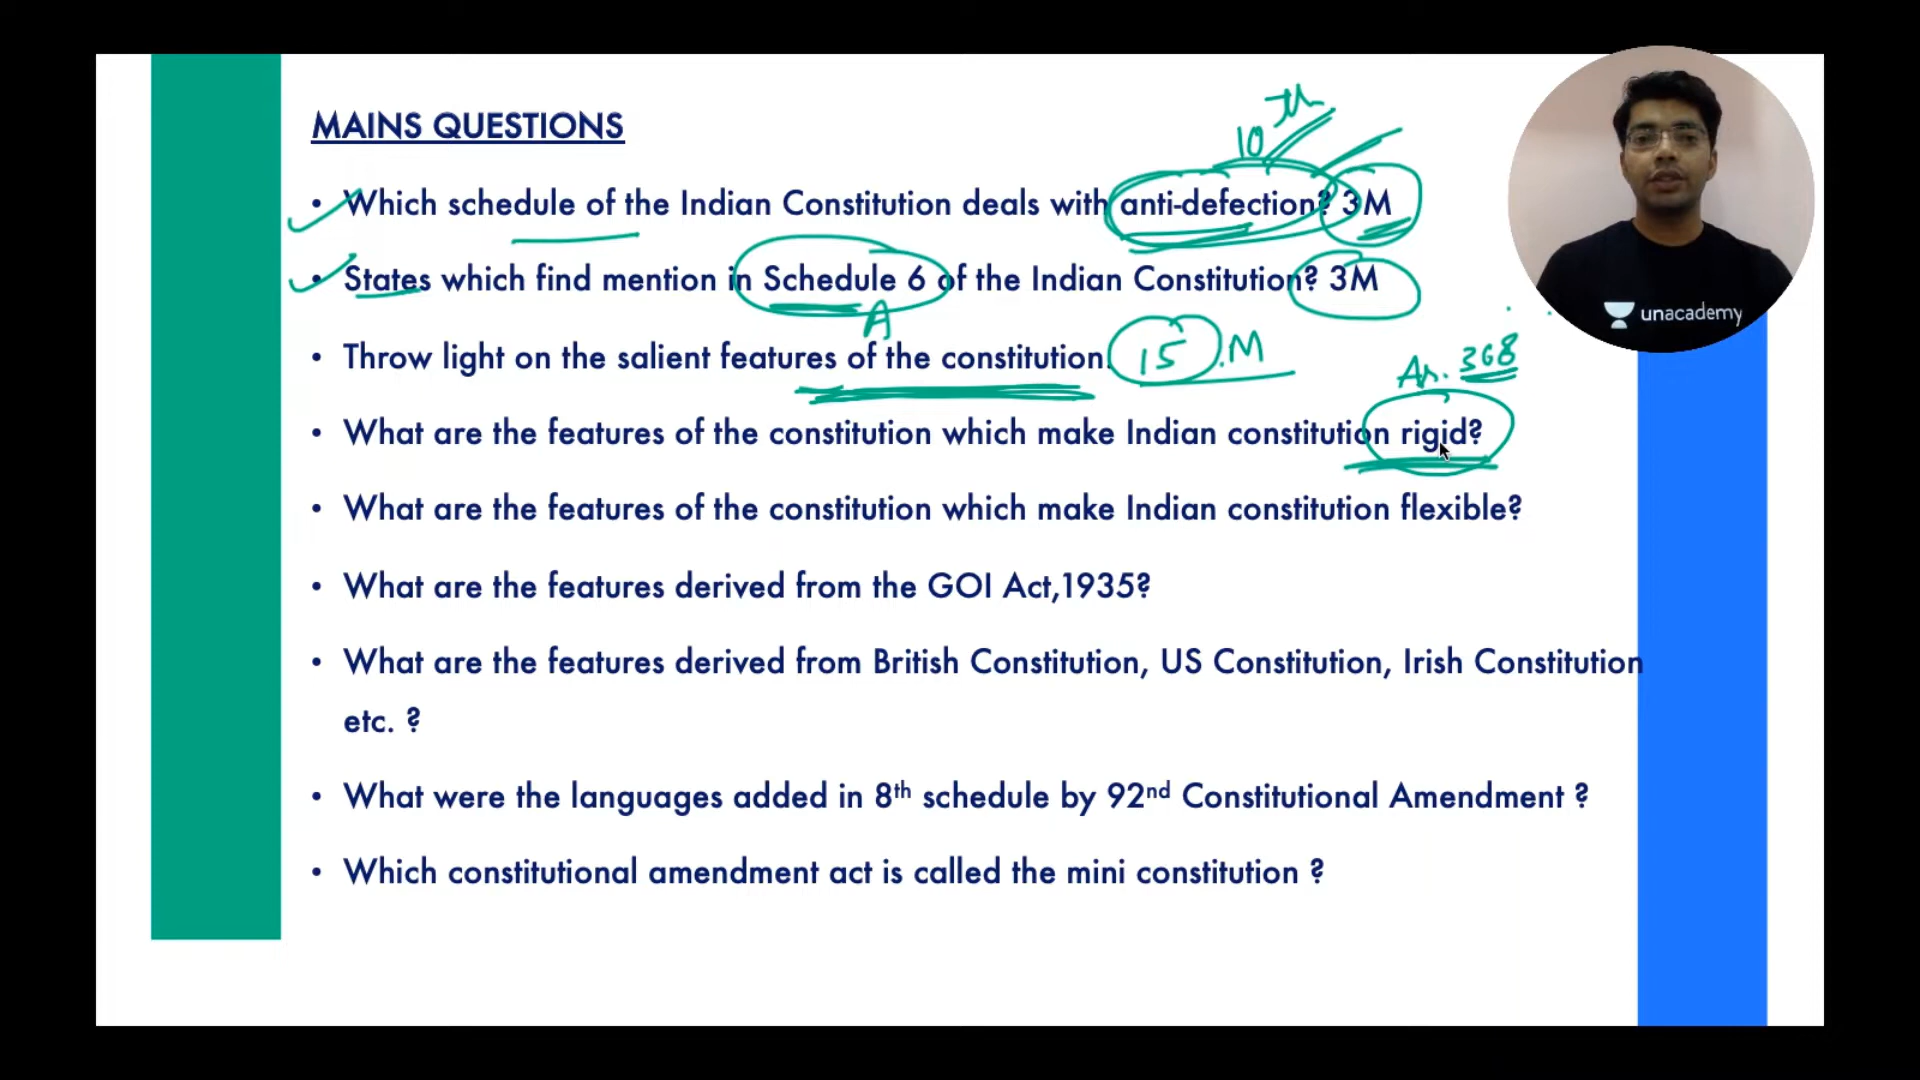 MAINS QUESTIONS
10th
• Which schedule of the Indian Constitution deals with anti-defection? 3M
• States which find mention in Schedule 6 of the Indian Constitution? 3M
unacademy
A
• Throw light on the salient features of the constitution. 15 .M
Ar. 368
• What are the features of the constitution which make Indian constitution rigid?
• What are the features of the constitution which make Indian constitution flexible?
• What are the features derived from the GOI Act,1935?
• What are the features derived from British Constitution, US Constitution, Irish Constitution
etc. ?
• What were the languages added in 8th schedule by 92nd Constitutional Amendment ?
• Which constitutional amendment act is called the mini constitution ?